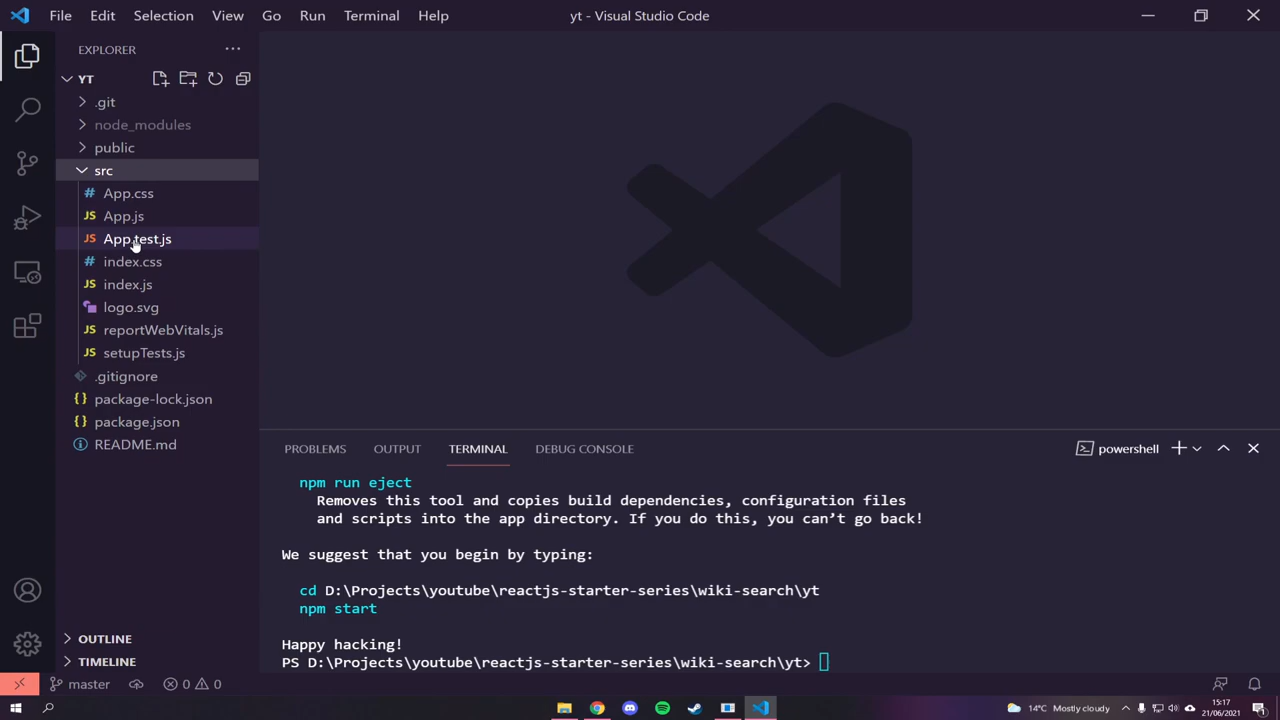 File Edit Selection View Go Run Terminal Help
yt - Visual Studio Code
EXPLORER
YT
.git
node_modules
public
src
# App.css
JS App.js
JS App.test.js
# index.css
JS index.js
logo.svg
JS reportWebVitals.js
JS setupTests.js
.gitignore
{} package-lock.json
{} package.json
README.md
OUTLINE
TIMELINE
PROBLEMS OUTPUT TERMINAL DEBUG CONSOLE
powershell
npm run eject
Removes this tool and copies build dependencies, configuration files
and scripts into the app directory. If you do this, you can’t go back!
We suggest that you begin by typing:
cd D:\Projects\youtube\reactjs-starter-series\wiki-search\yt
npm start
Happy hacking!
PS D:\Projects\youtube\reactjs-starter-series\wiki-search\yt>
master 0 0
14°C Mostly cloudy
15:17
21/06/2021